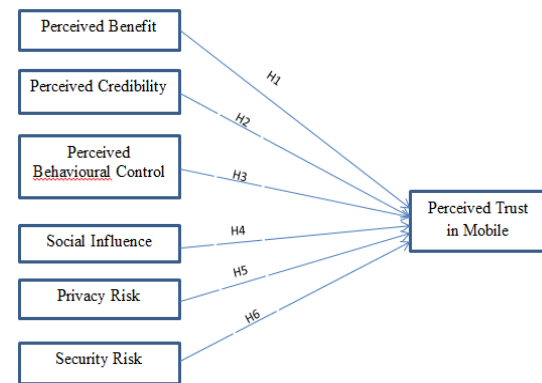 Perceived Benefit
H1
Perceived Credibility
H2
Perceived
Behavioural Control
H3
Perceived Trust
in Mobile
Social Influence
H4
Privacy Risk
H5
Security Risk
H6